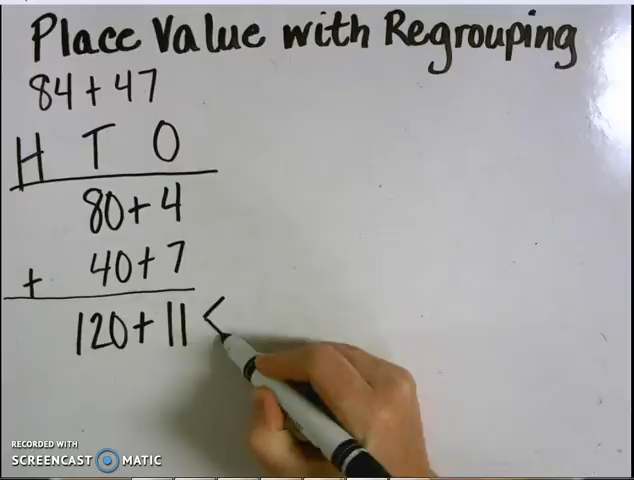 Place Value with Regrouping
84 + 47
H T O
80 + 4
+ 40 + 7
120 + 11 <
RECORDED WITH
SCREENCAST MATIC